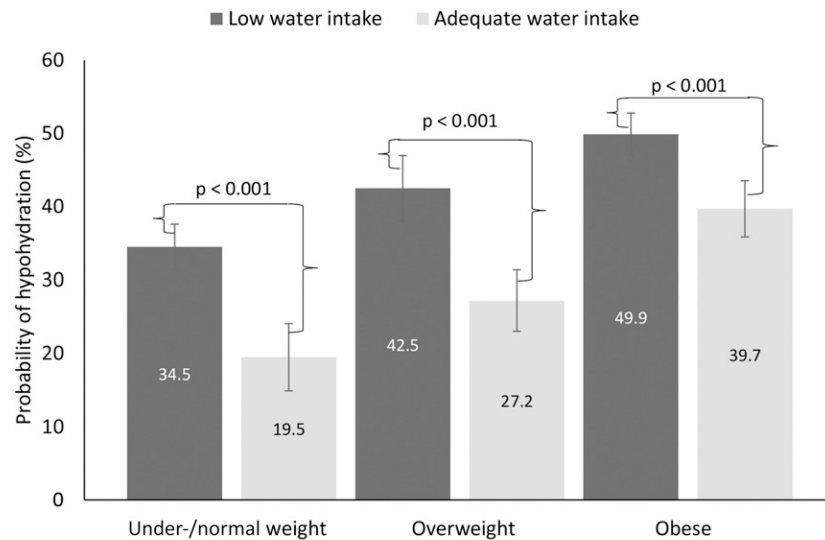 Low water intake Adequate water intake
Probability of hypohydration (%)
60
50
40
30
20
10
0
p < 0.001
p < 0.001
p < 0.001
34.5
19.5
42.5
27.2
49.9
39.7
Under-/normal weight Overweight Obese